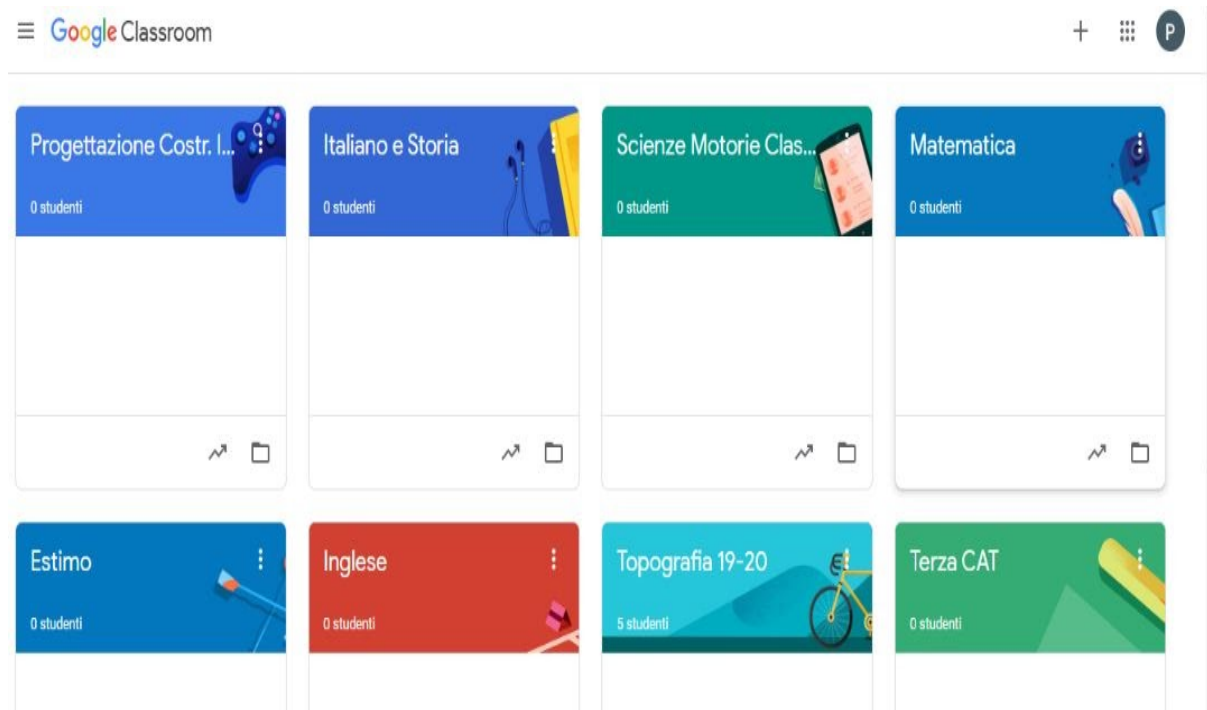 Google Classroom
P
Progettazione Costr. I...
0 studenti
Italiano e Storia
0 studenti
Scienze Motorie Clas...
0 studenti
Matematica
0 studenti
Estimo
0 studenti
Inglese
0 studenti
Topografia 19-20
5 studenti
Terza CAT
0 studenti